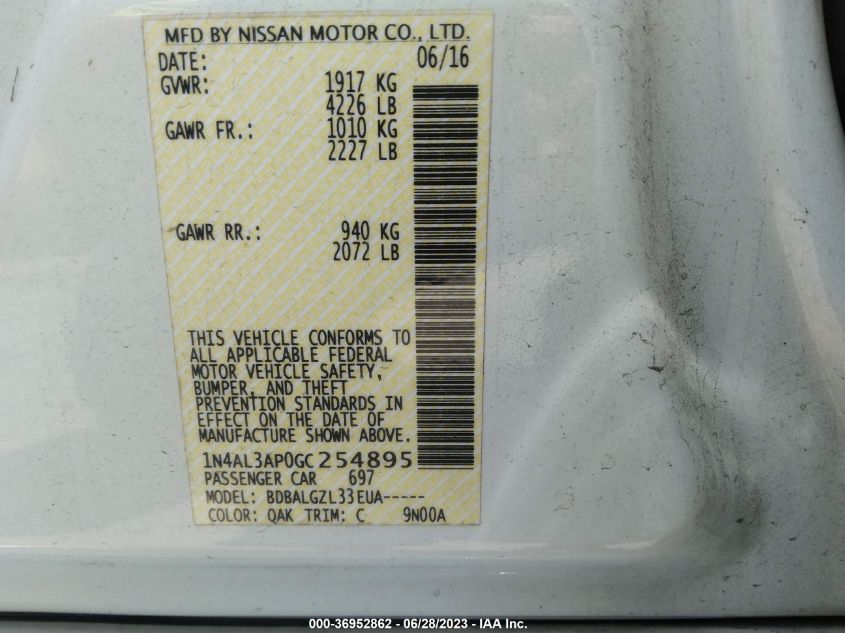 MFD BY NISSAN MOTOR CO., LTD.
DATE: 06/16
GVWR: 1917 KG
4226 LB
GAWR FR.: 1010 KG
2227 LB
GAWR RR.: 940 KG
2072 LB
THIS VEHICLE CONFORMS TO
ALL APPLICABLE FEDERAL
MOTOR VEHICLE SAFETY,
BUMPER, AND THEFT
PREVENTION STANDARDS IN
EFFECT ON THE DATE OF
MANUFACTURE SHOWN ABOVE.
1N4AL3AP0GC254895
PASSENGER CAR 697
MODEL: BDBALGZL33EUA-----
COLOR: QAK TRIM: C 9N00A
000-36952862 - 06/28/2023 - IAA Inc.